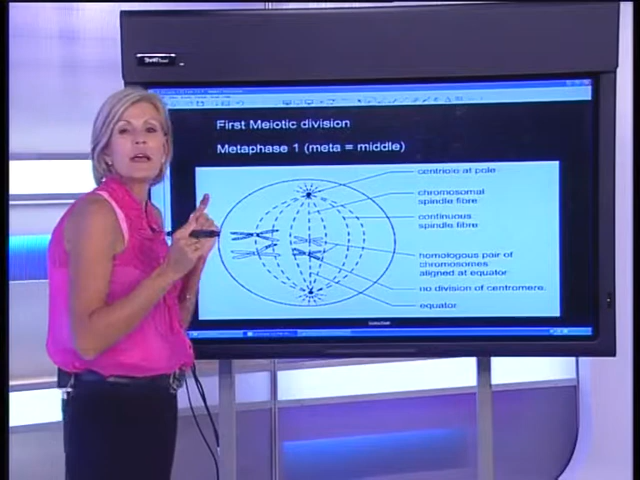 First Meiotic division
Metaphase 1 (meta = middle)
centriole at pole
chromosomal
spindle fibre
continuous
spindle fibre
homologous pair of
chromosomes
aligned at equator
no division of centromere.
equator